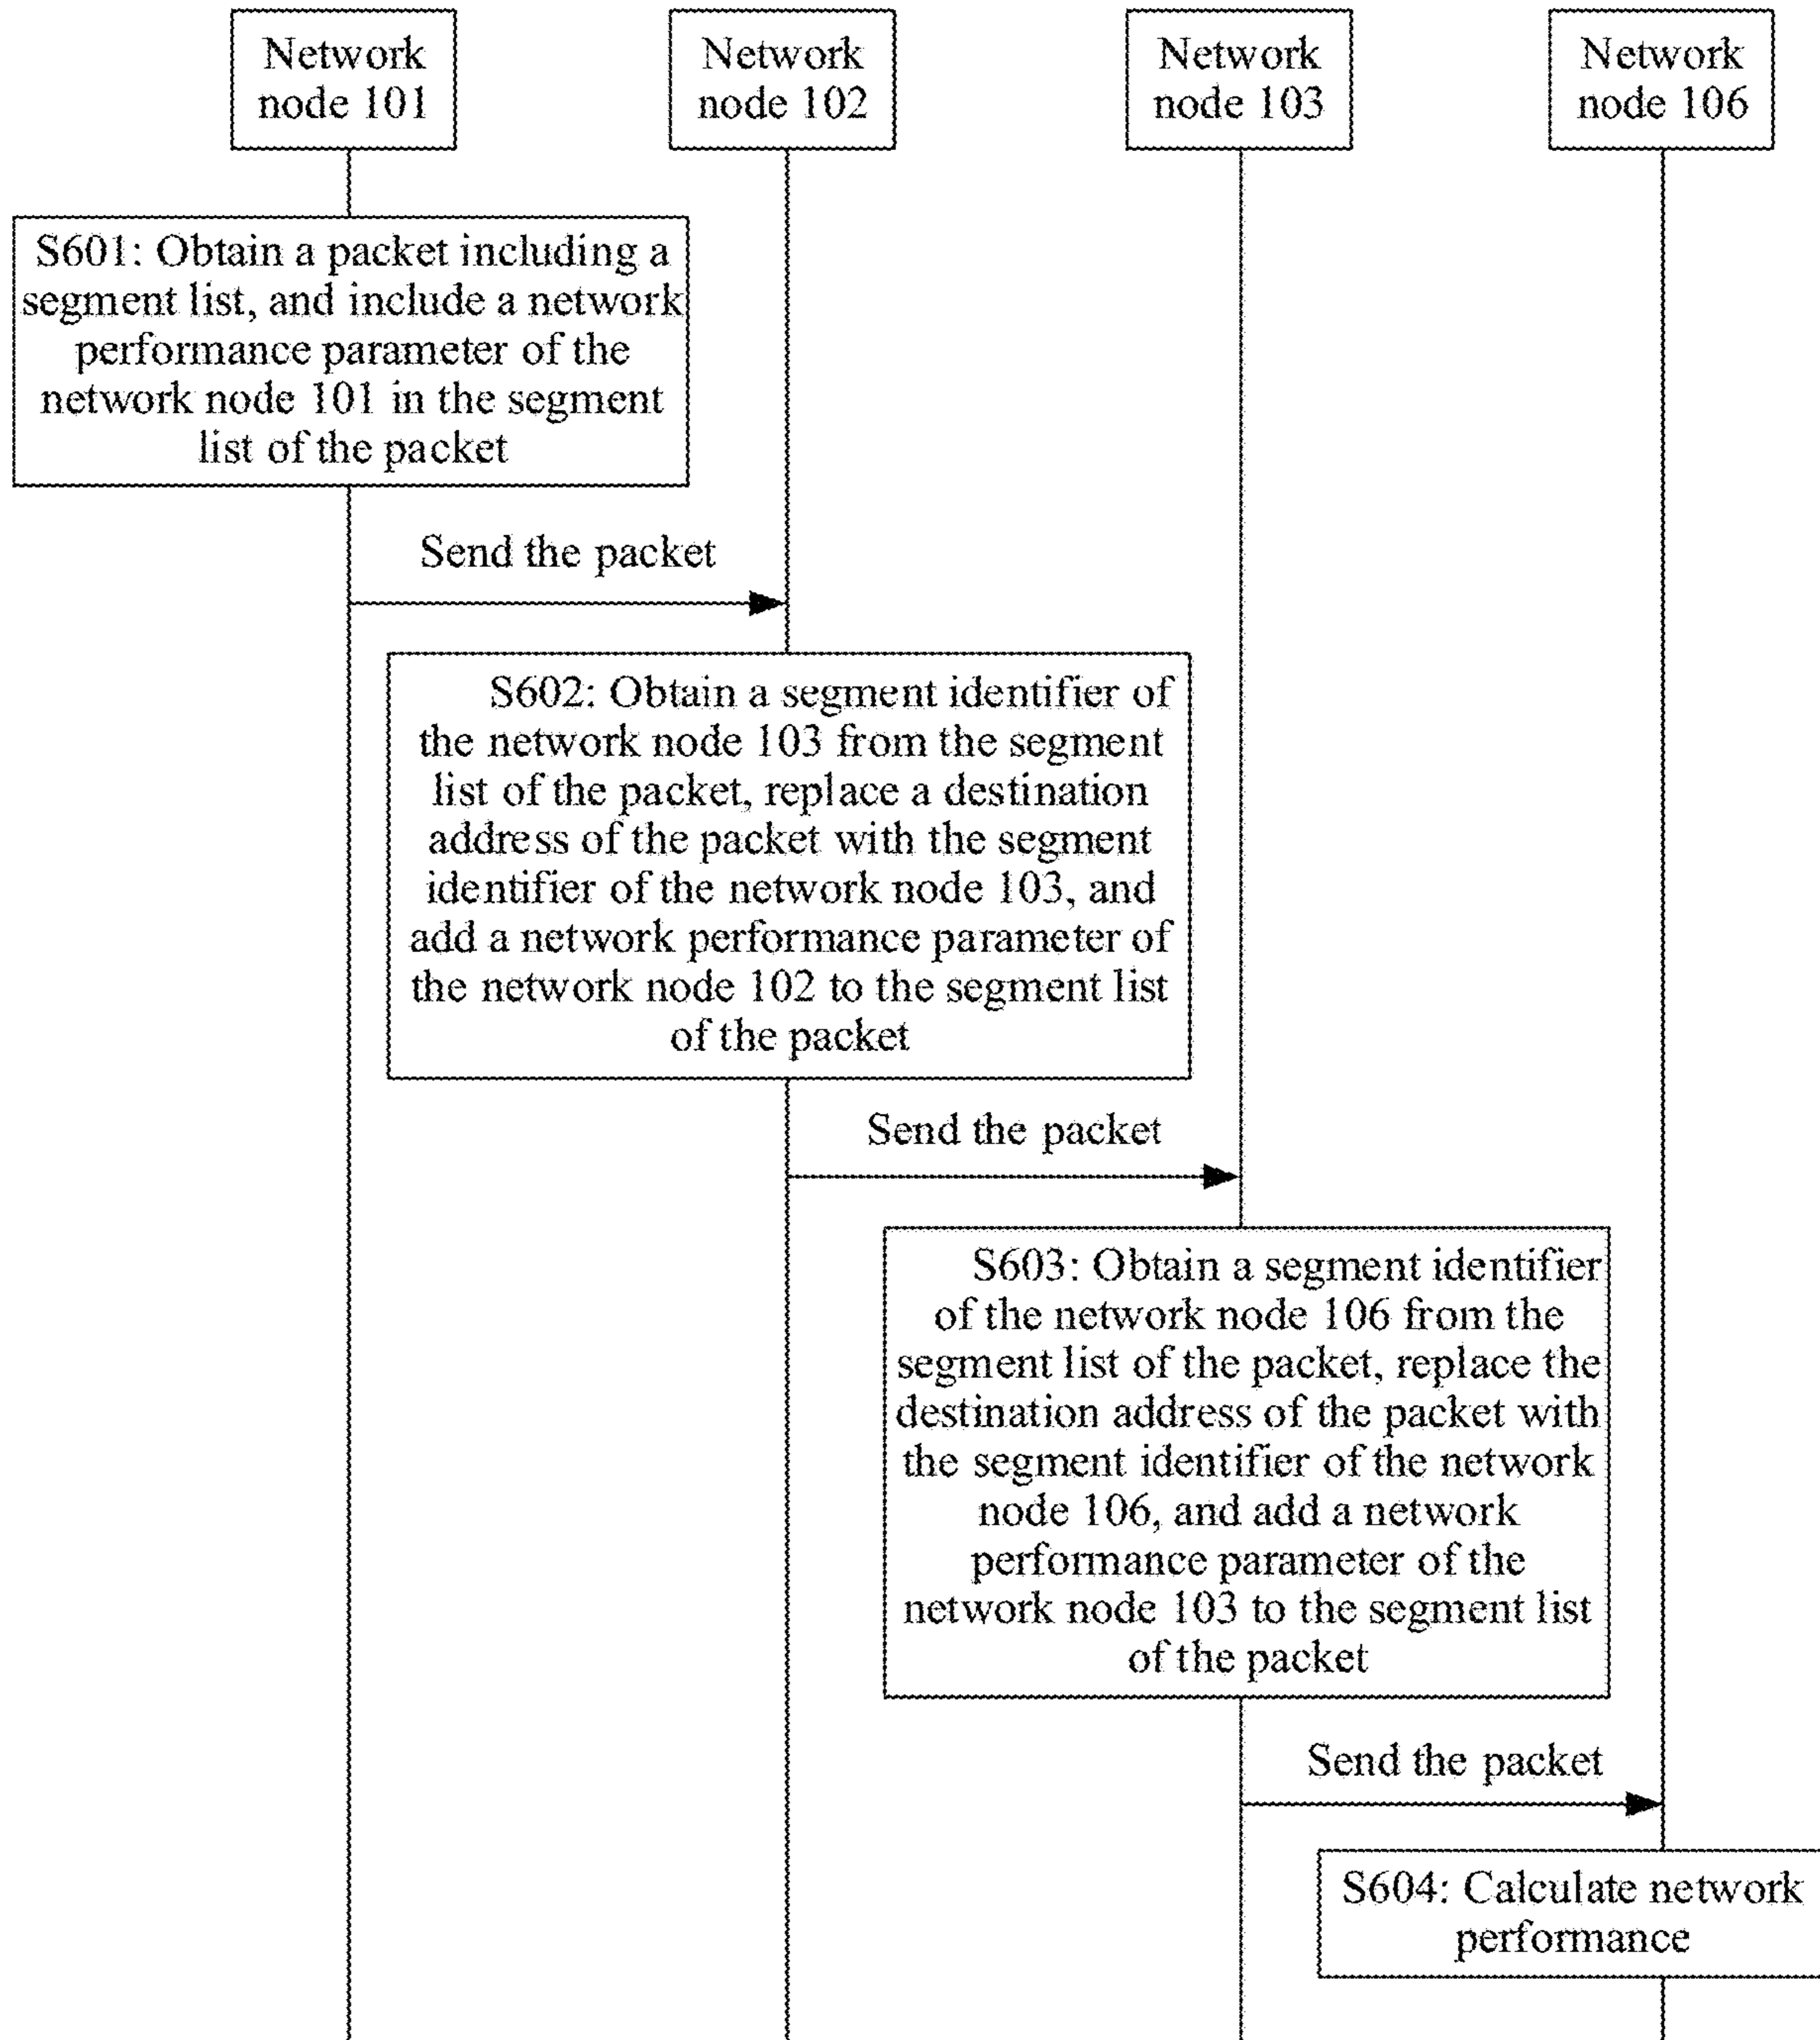 Network
node 101
Network
node 102
Network
node 103
Network
node 106
S601: Obtain a packet including a
segment list, and include a network
performance parameter of the
network node 101 in the segment
list of the packet
Send the packet
S602: Obtain a segment identifier of
the network node 103 from the segment
list of the packet, replace a destination
address of the packet with the segment
identifier of the network node 103, and
add a network performance parameter of
the network node 102 to the segment list
of the packet
Send the packet
S603: Obtain a segment identifier
of the network node 106 from the
segment list of the packet, replace the
destination address of the packet with
the segment identifier of the network
node 106, and add a network
performance parameter of the
network node 103 to the segment list
of the packet
Send the packet
S604: Calculate network
performance